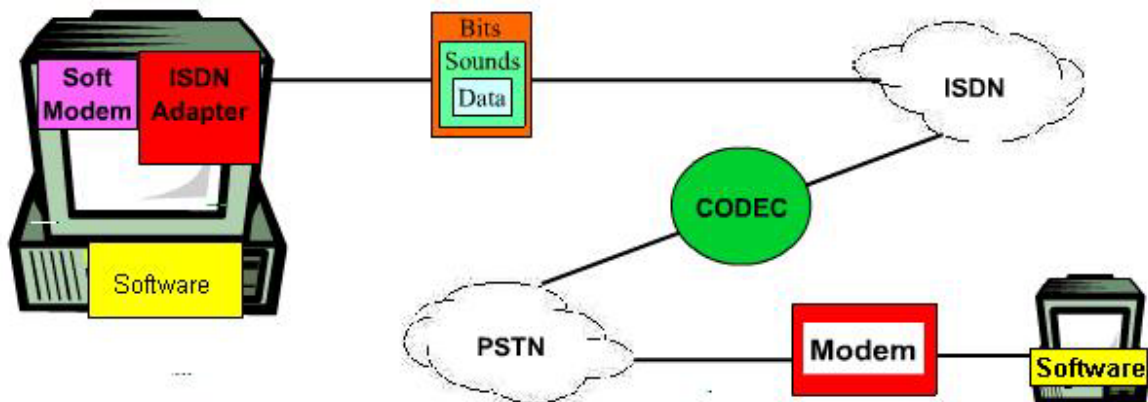 Soft
Modem
ISDN
Adapter
Software
Bits
Sounds
Data
ISDN
CODEC
PSTN
Modem
Software